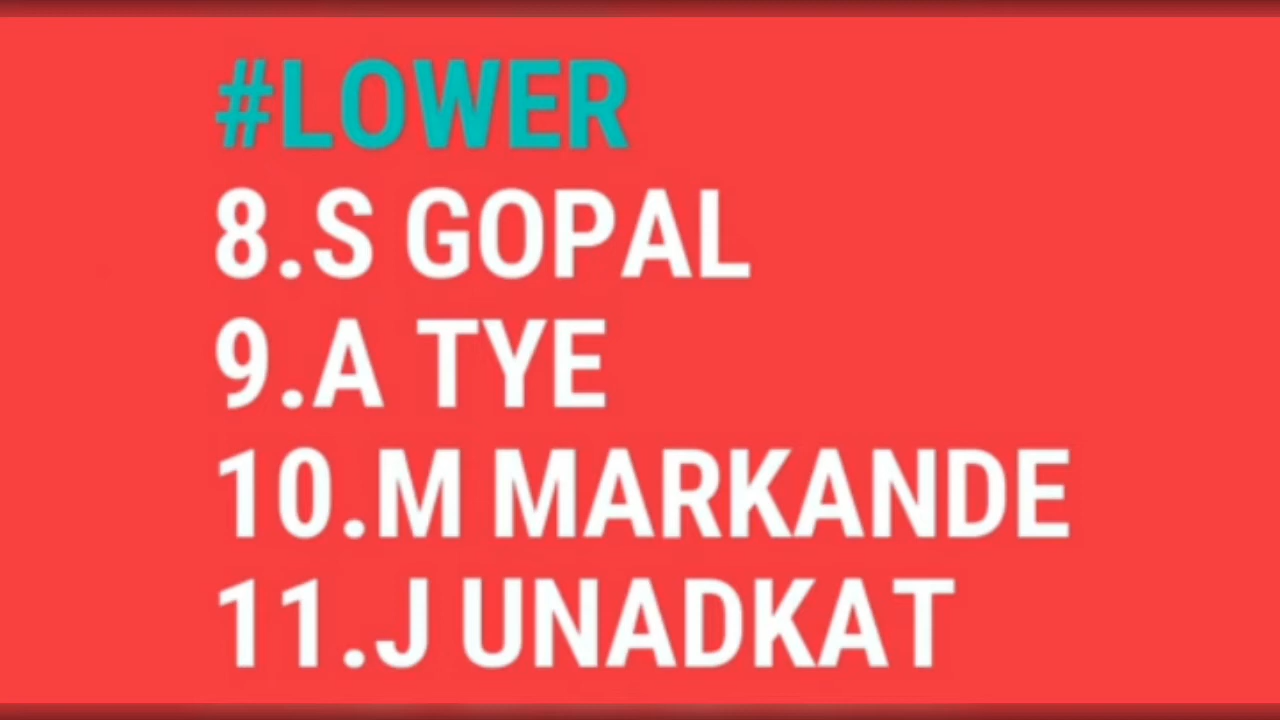 #LOWER
8.S GOPAL
9.A TYE
10.M MARKANDE
11.J UNADKAT